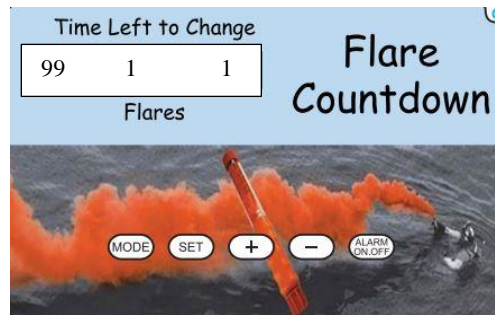 Time Left to Change
99 1 1
Flares
Flare
Countdown
MODE SET + − ALARM ON.OFF